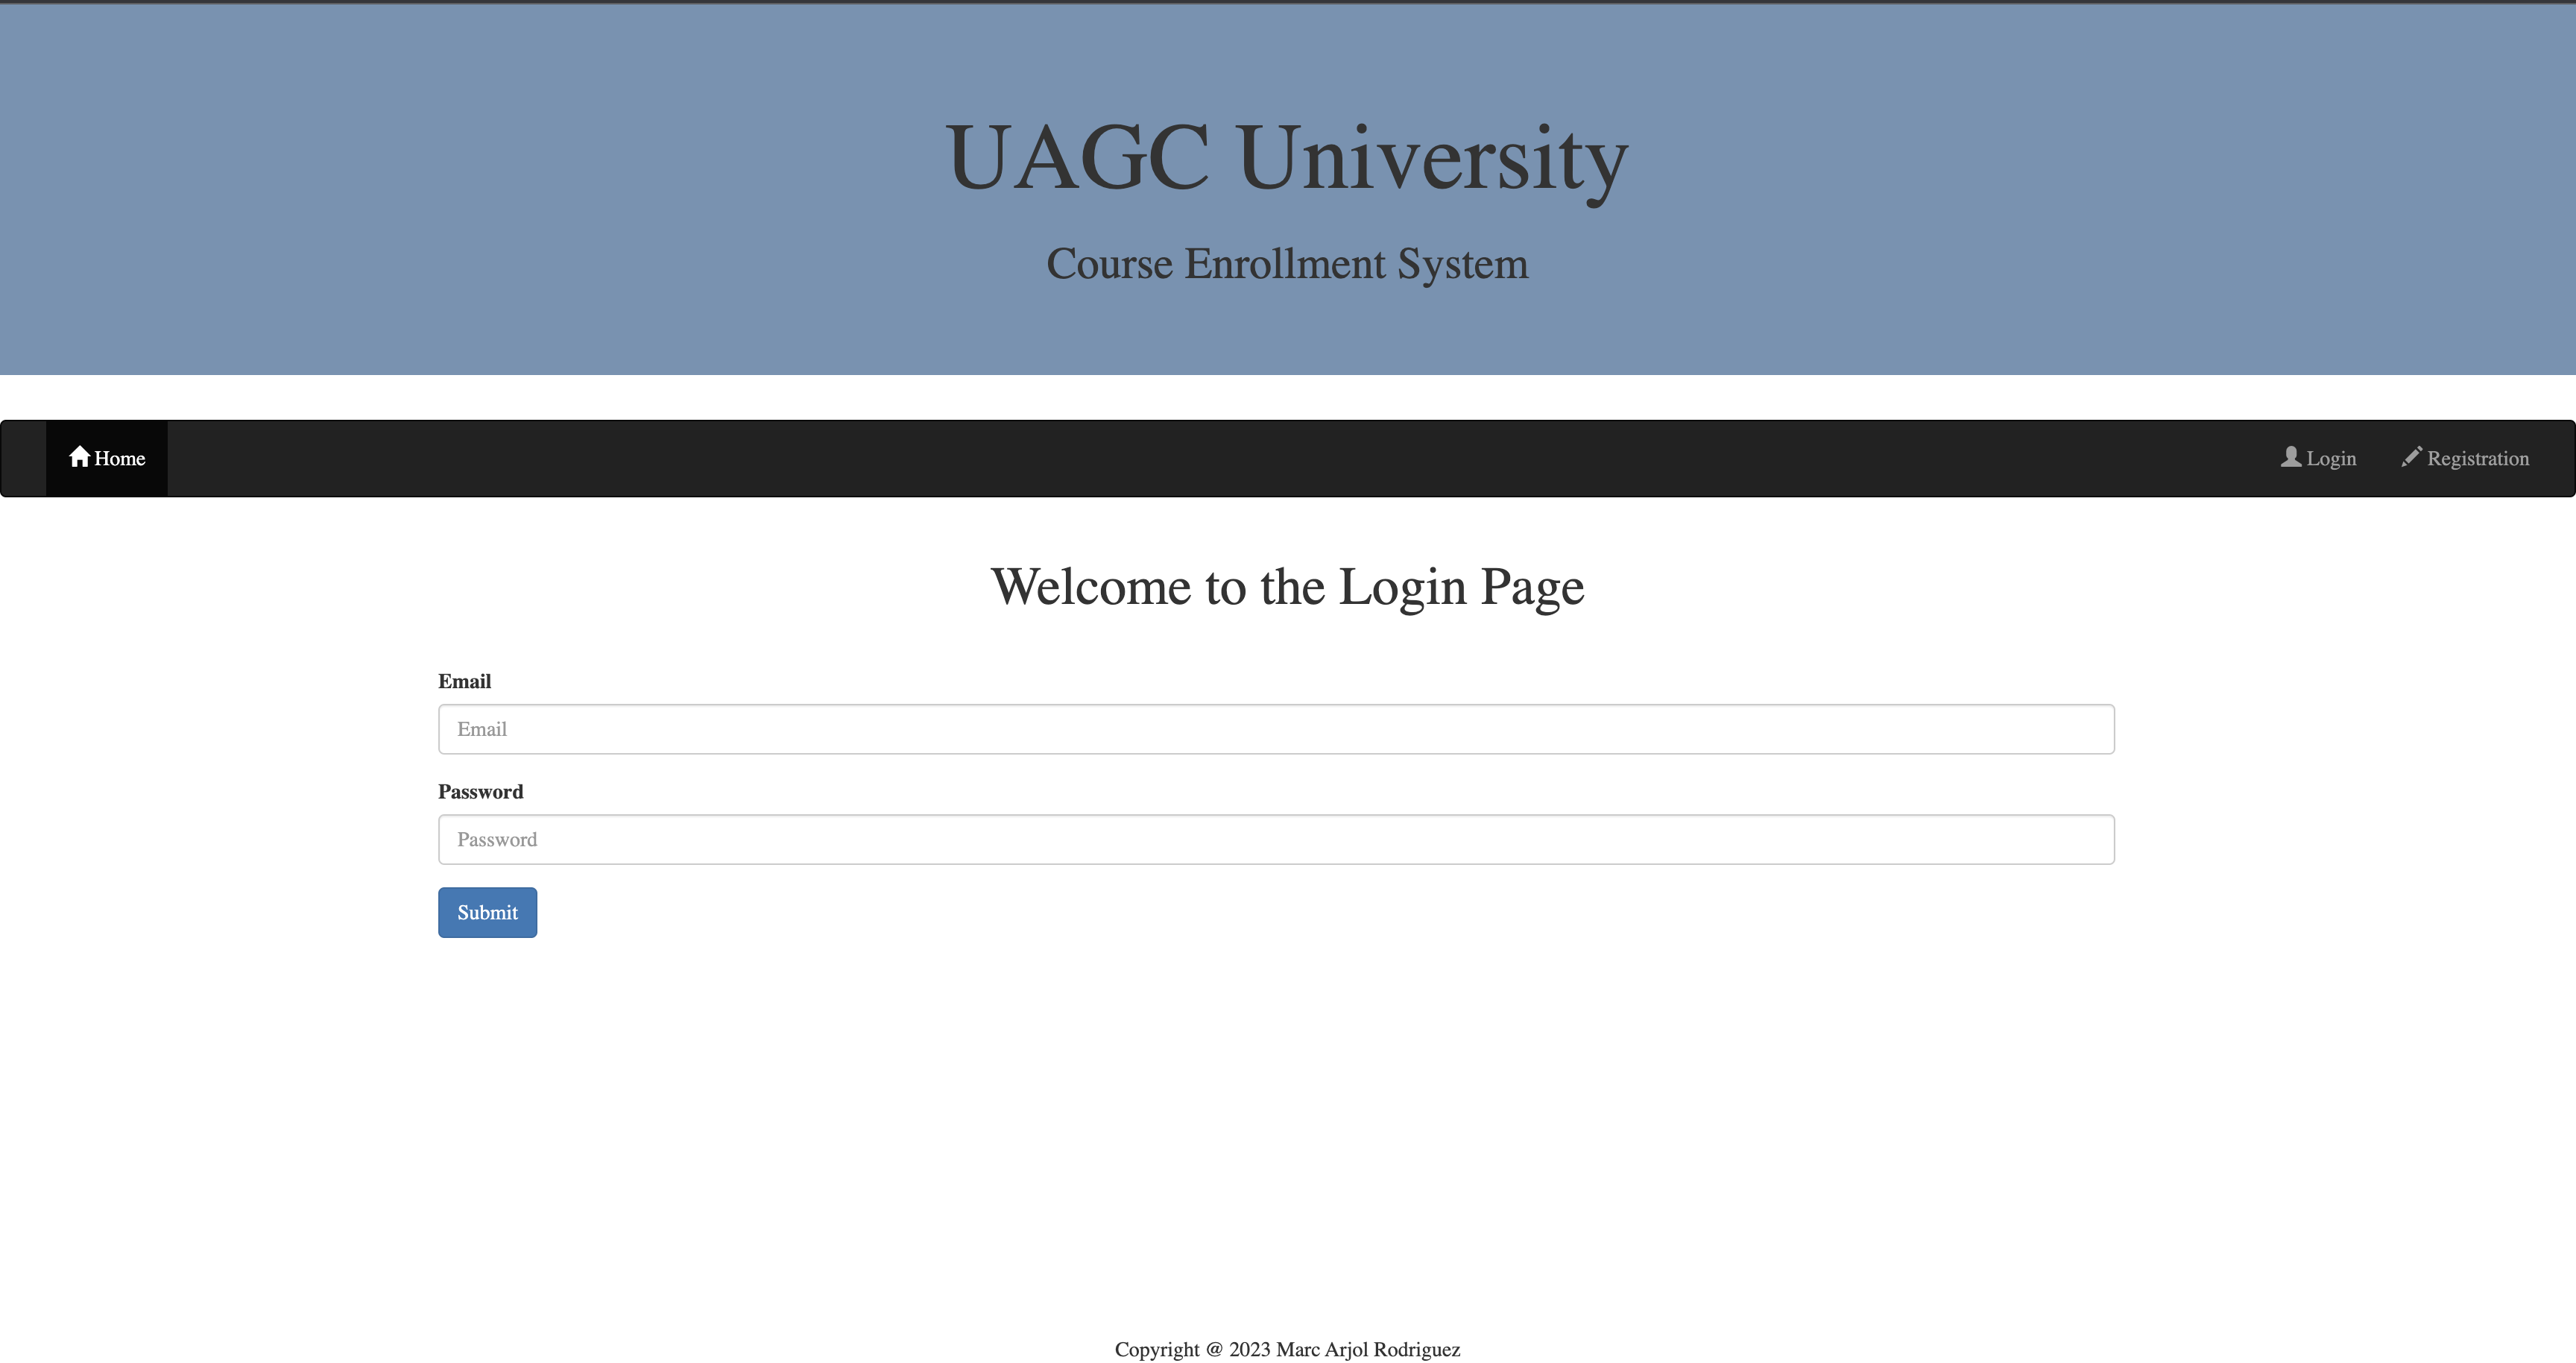 UAGC University
Course Enrollment System
Home Login Registration
Welcome to the Login Page
Email
Email
Password
Password
Submit
Copyright @ 2023 Marc Arjol Rodriguez